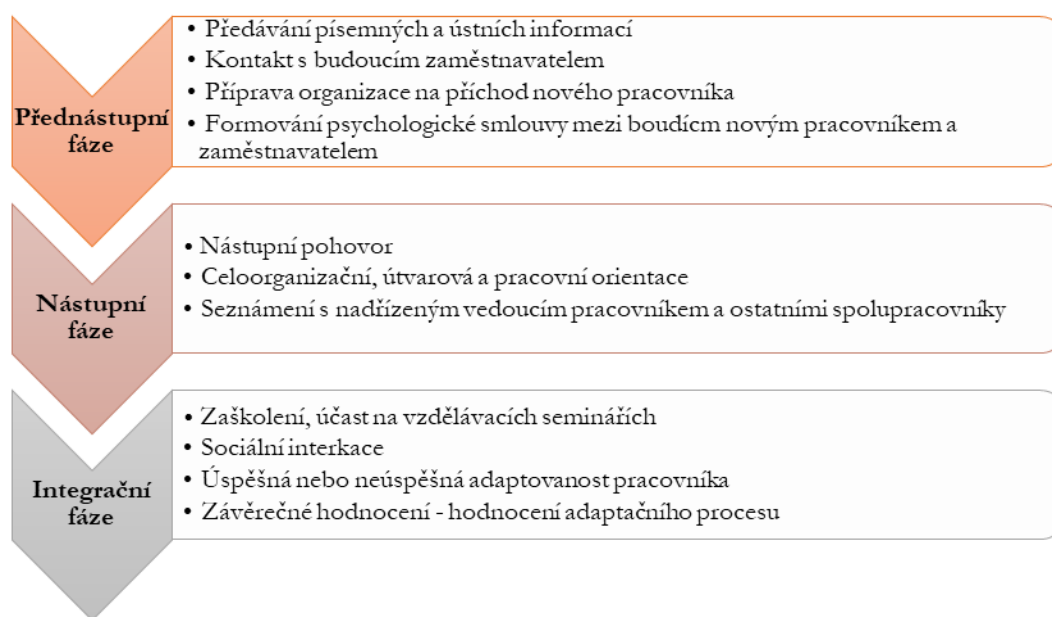 Přednástupní
fáze
• Předávání písemných a ústních informací
• Kontakt s budoucím zaměstnavatelem
• Příprava organizace na příchod nového pracovníka
• Formování psychologické smlouvy mezi boudícm novým pracovníkem a
zaměstnavatelem
Nástupní
fáze
• Nástupní pohovor
• Celoorganizační, útvarová a pracovní orientace
• Seznámení s nadřízeným vedoucím pracovníkem a ostatními spolupracovníky
Integrační
fáze
• Zaškolení, účast na vzdělávacích seminářích
• Sociální interkace
• Úspěšná nebo neúspěšná adaptovanost pracovníka
• Závěrečné hodnocení - hodnocení adaptačního procesu